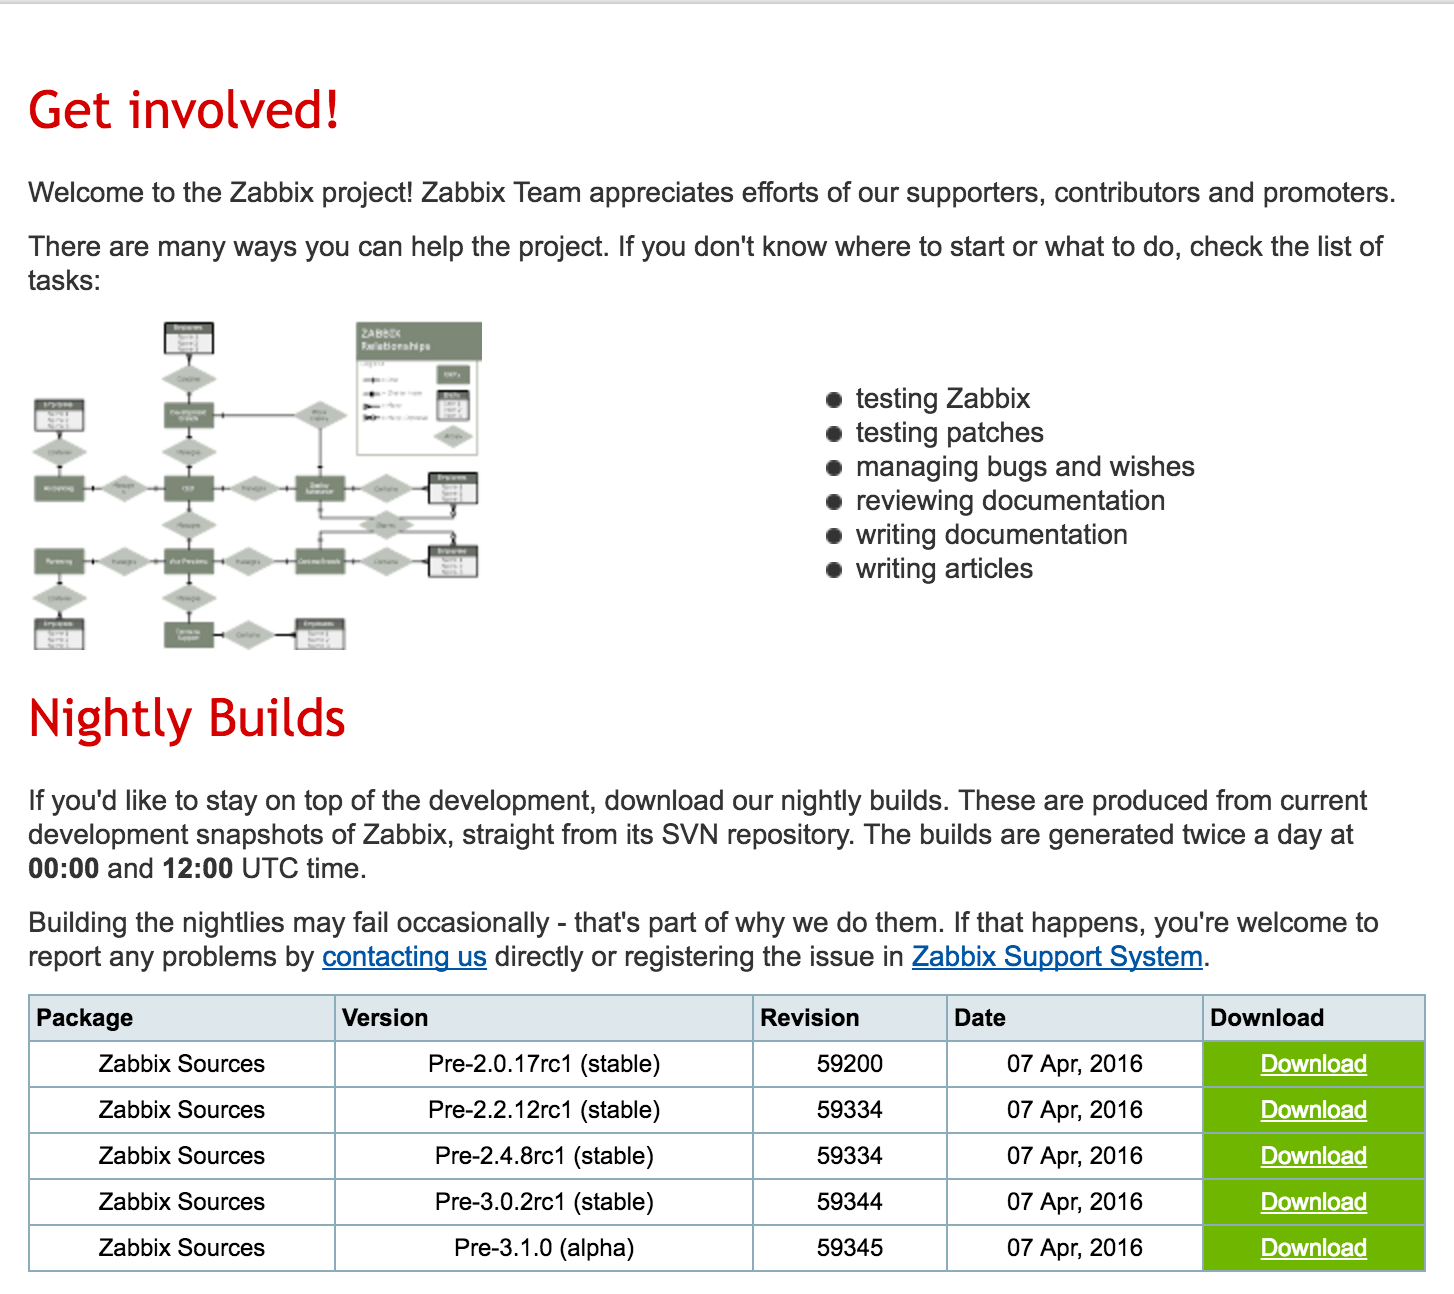 Get involved!
Welcome to the Zabbix project! Zabbix Team appreciates efforts of our supporters, contributors and promoters.
There are many ways you can help the project. If you don't know where to start or what to do, check the list of
tasks:
ZABBIX
Relationships
testing Zabbix
testing patches
managing bugs and wishes
reviewing documentation
writing documentation
writing articles
Nightly Builds
If you'd like to stay on top of the development, download our nightly builds. These are produced from current
development snapshots of Zabbix, straight from its SVN repository. The builds are generated twice a day at
00:00 and 12:00 UTC time.
Building the nightlies may fail occasionally - that's part of why we do them. If that happens, you're welcome to
report any problems by contacting us directly or registering the issue in Zabbix Support System.
Package Version Revision Date Download
Zabbix Sources Pre-2.0.17rc1 (stable) 59200 07 Apr, 2016 Download
Zabbix Sources Pre-2.2.12rc1 (stable) 59334 07 Apr, 2016 Download
Zabbix Sources Pre-2.4.8rc1 (stable) 59334 07 Apr, 2016 Download
Zabbix Sources Pre-3.0.2rc1 (stable) 59344 07 Apr, 2016 Download
Zabbix Sources Pre-3.1.0 (alpha) 59345 07 Apr, 2016 Download